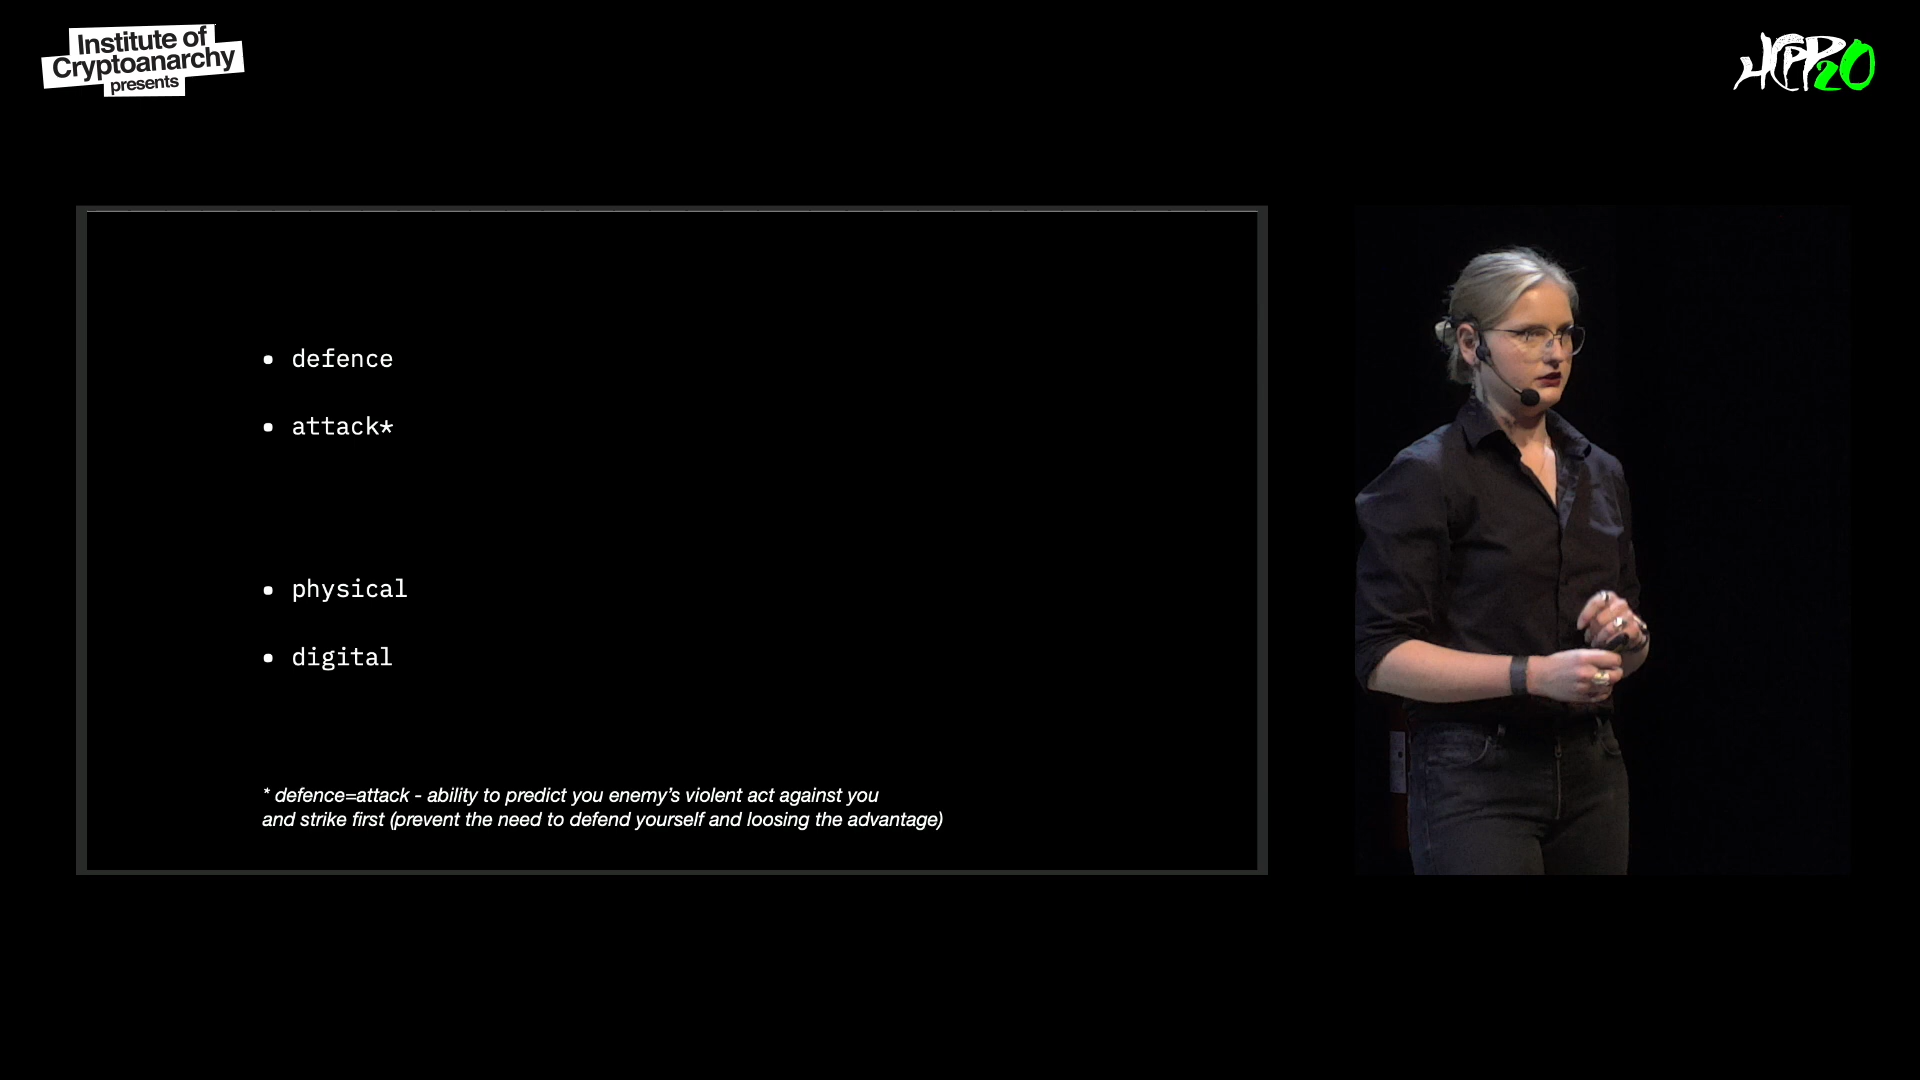 Institute of
Cryptoanarchy
presents
HCPP20
• defence
• attack*
• physical
• digital
* defence=attack - ability to predict you enemy's violent act against you
and strike first (prevent the need to defend yourself and loosing the advantage)